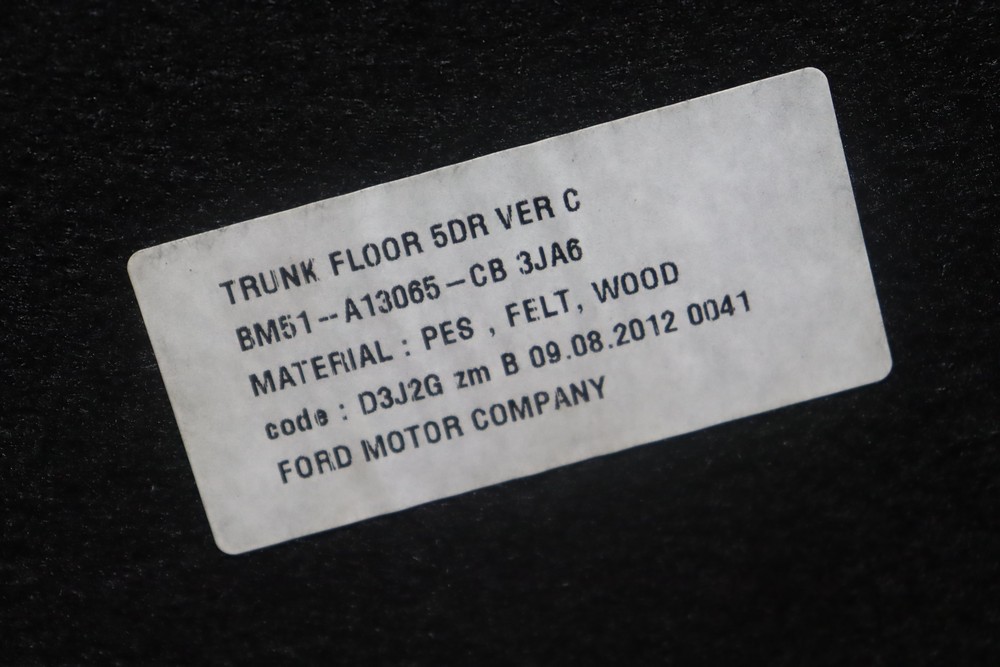 TRUNK FLOOR 5DR VER C
BM51--A13065-CB 3JA6
MATERIAL : PES , FELT, WOOD
code : D3J2G zm B 09.08.2012 0041
FORD MOTOR COMPANY